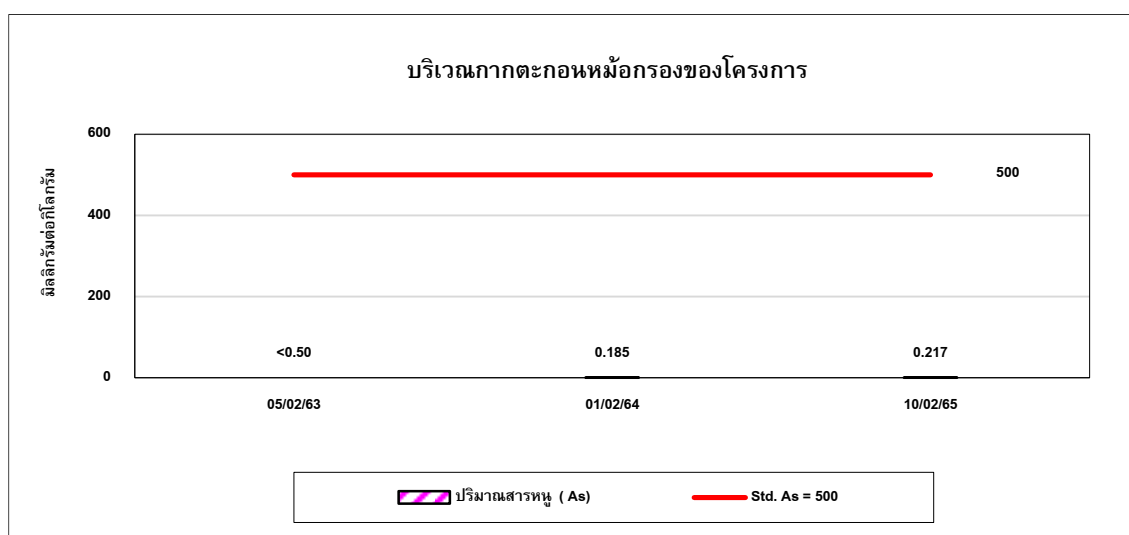 บริเวณกากตะกอนหม้อกรองของโครงการ
มิลลิกรัมต่อกิโลกรัม
600
500
400
200
<0.50 0.185 0.217
0
05/02/63 01/02/64 10/02/65
ปริมาณสารหนู ( As) Std. As = 500